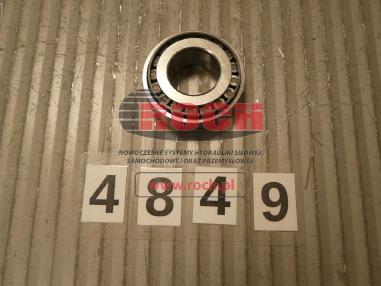 ROCH
NOWOCZESNE SYSTEMY HYDRAULIKI SIŁOWEJ,
SAMOCHODOWEJ ORAZ PRZEMYSŁOWEJ.
www.roch.pl
4 8 4 9